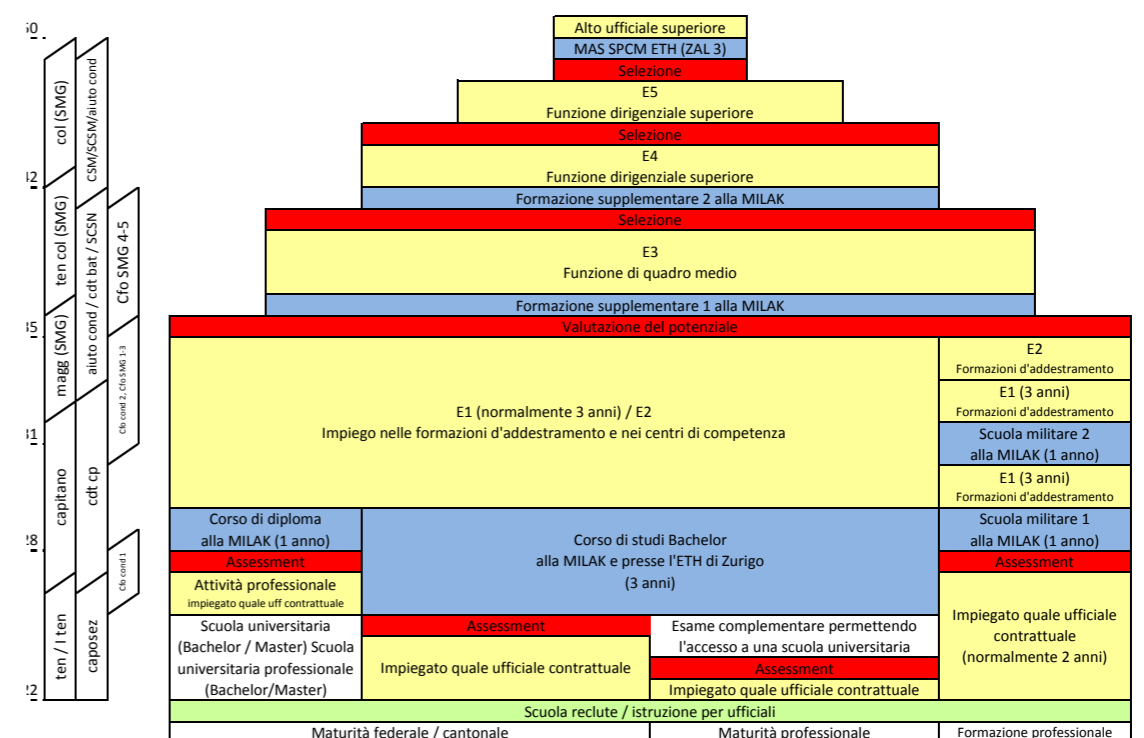 Alto ufficiale superiore
MAS SPCM ETH (ZAL 3)
Selezione
E5
Funzione dirigenziale superiore
Selezione
E4
Funzione dirigenziale superiore
Formazione supplementare 2 alla MILAK
Selezione
E3
Funzione di quadro medio
Formazione supplementare 1 alla MILAK
Valutazione del potenziale
E1 (normalmente 3 anni) / E2
Impiego nelle formazioni d'addestramento e nei centri di competenza
E2
Formazioni d'addestramento
E1 (3 anni)
Formazioni d'addestramento
Scuola militare 2
alla MILAK (1 anno)
E1 (3 anni)
Formazioni d'addestramento
Corso di diploma
alla MILAK (1 anno)
Assessment
Attività professionale
impiegato quale uff contrattuale
Scuola universitaria
(Bachelor / Master) Scuola
universitaria professionale
(Bachelor/Master)
Corso di studi Bachelor
alla MILAK e presse l'ETH di Zurigo
(3 anni)
Assessment
Impiegato quale ufficiale contrattuale
Esame complementare permettendo
l'accesso a una scuola universitaria
Assessment
Impiegato quale ufficiale contrattuale
Scuola militare 1
alla MILAK (1 anno)
Assessment
Impiegato quale ufficiale
contrattuale
(normalmente 2 anni)
Scuola reclute / istruzione per ufficiali
Maturità federale / cantonale
Maturità professionale
Formazione professionale
col (SMG)
ten col (SMG)
magg (SMG)
capitano
ten / I ten
CSM/SCSM/aiuto cond
aiuto cond / cdt bat / SCSN
cdt cp
caposez
Cfo SMG 4-5
Cfo cond 2, Cfo SMG 1-3
Cfo cond 1